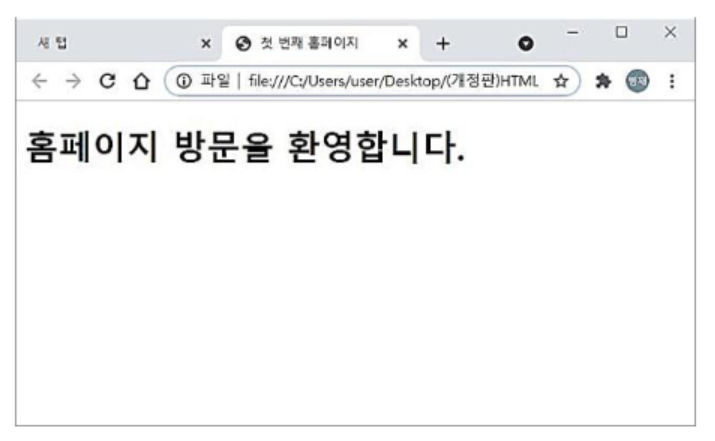 새 탭
첫 번째 홈페이지
파일 | file:///C:/Users/user/Desktop/(개정판)HTML
홈페이지 방문을 환영합니다.